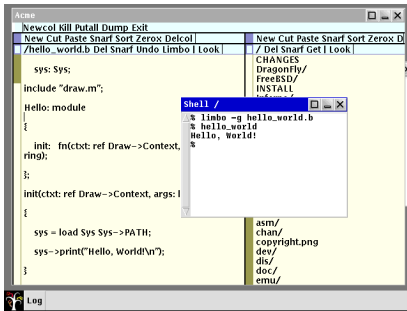 Acme
Newcol Kill Putall Dump Exit
New Cut Paste Snarf Sort Zerox Delcol
/hello_world.b Del Snarf Undo Limbo | Look |
sys: Sys;
include "draw.m";
Hello: module
{
init: fn(ctxt: ref Draw->Context,
ring);
};
init(ctxt: ref Draw->Context, args: l
{
sys = load Sys Sys->PATH;
sys->print("Hello, World!\n");
}
New Cut Paste Snarf Sort Zerox D
/ Del Snarf Get | Look |
CHANGES
DragonFly/
FreeBSD/
INSTALL
Shell /
% limbo -g hello_world.b
% hello_world
Hello, World!
%
asm/
chan/
copyright.png
dev/
dis/
doc/
emu/
Log